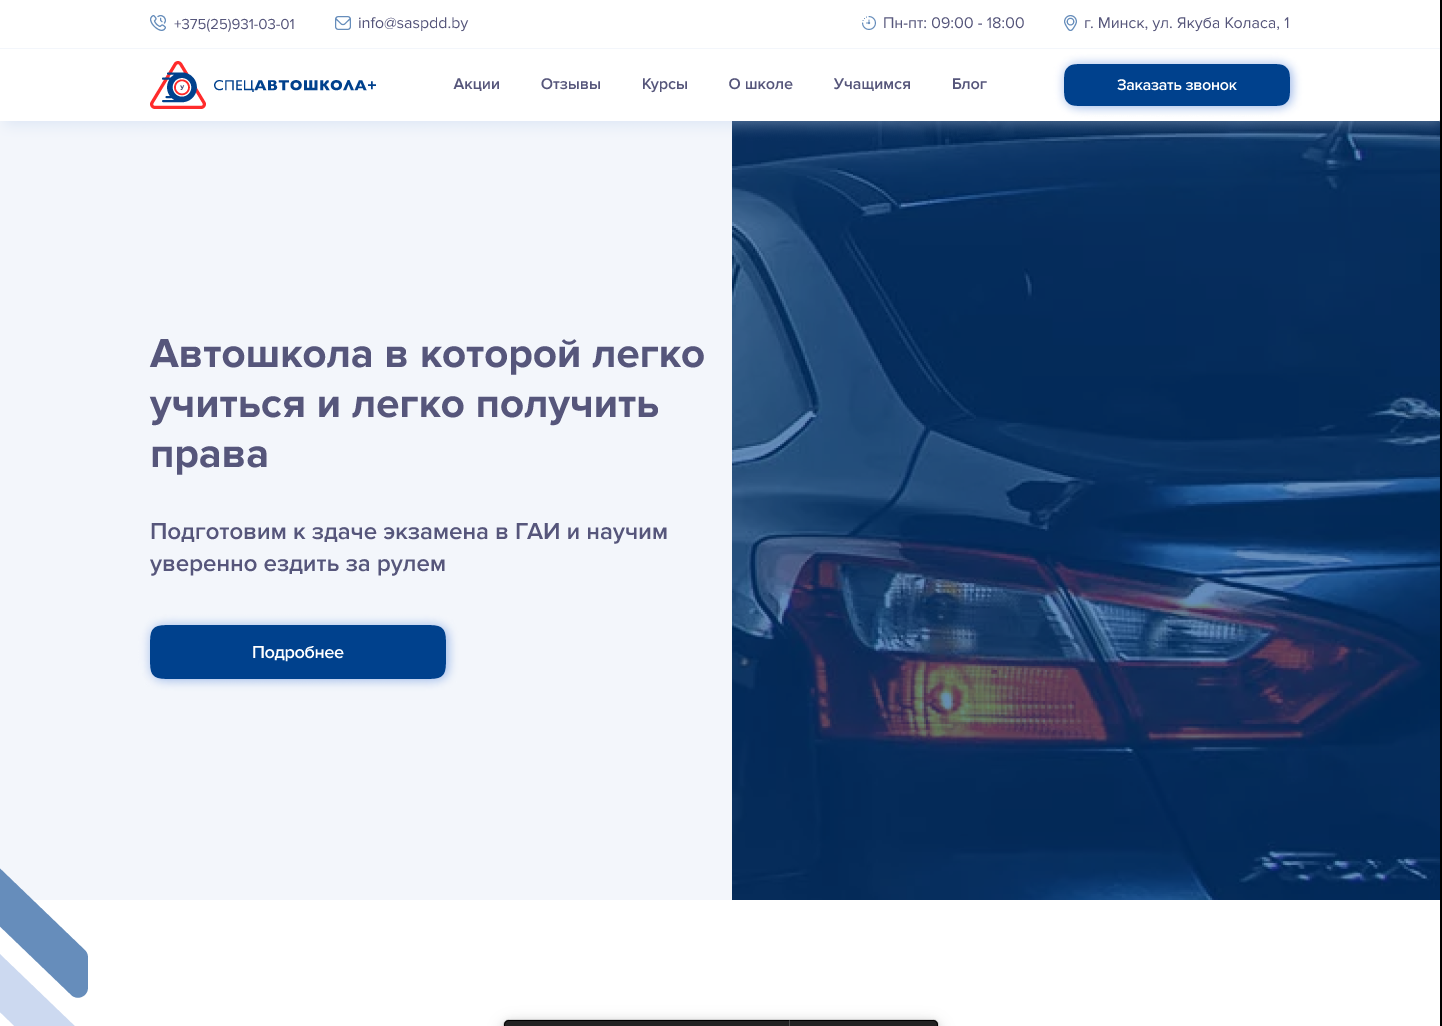 +375(25)931-03-01
info@saspdd.by
Пн-пт: 09:00 - 18:00
г. Минск, ул. Якуба Коласа, 1
СПЕЦАВТОШКОЛА+
Акции
Отзывы
Курсы
О школе
Учащимся
Блог
Заказать звонок
Автошкола в которой легко
учиться и легко получить
права
Подготовим к здаче экзамена в ГАИ и научим
уверенно ездить за рулем
Подробнее